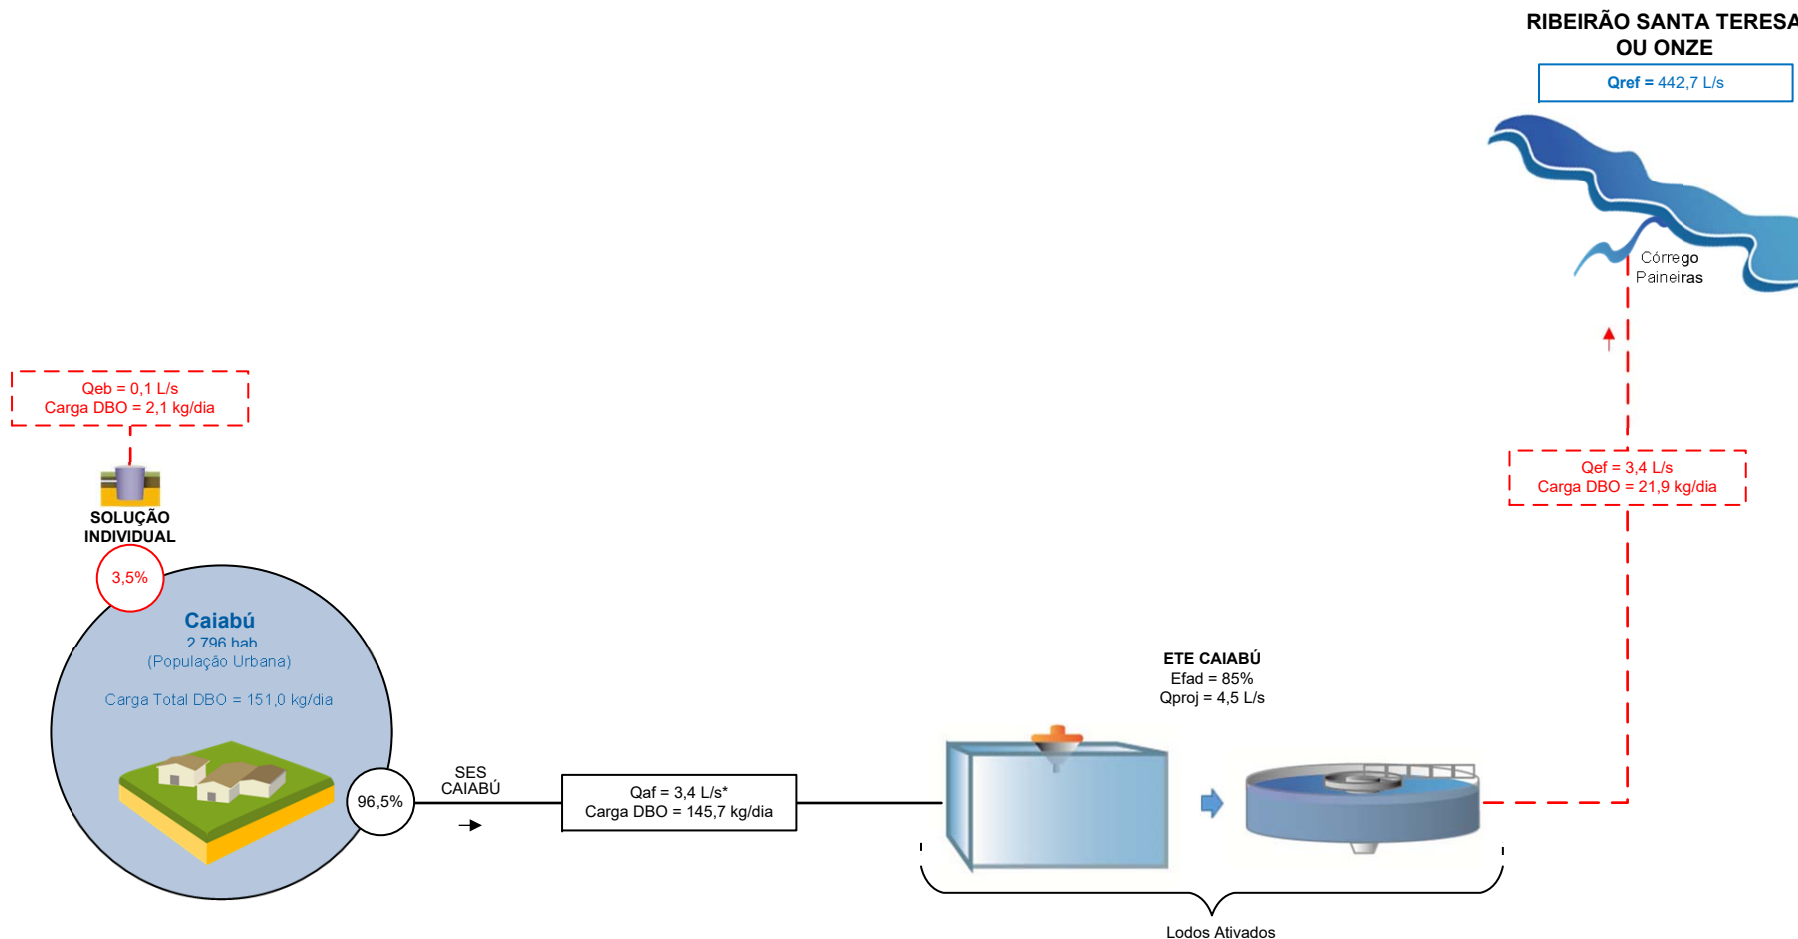 RIBEIRÃO SANTA TERESA
OU ONZE
Qref = 442,7 L/s
Córrego
Paineiras
Qeb = 0,1 L/s
Carga DBO = 2,1 kg/dia
SOLUÇÃO
INDIVIDUAL
3,5%
Qef = 3,4 L/s
Carga DBO = 21,9 kg/dia
Caiabú
2.796 hab
(População Urbana)
Carga Total DBO = 151,0 kg/dia
96,5%
SES
CAIABÚ
Qaf = 3,4 L/s*
Carga DBO = 145,7 kg/dia
ETE CAIABÚ
Efad = 85%
Qproj = 4,5 L/s
Lodos Ativados